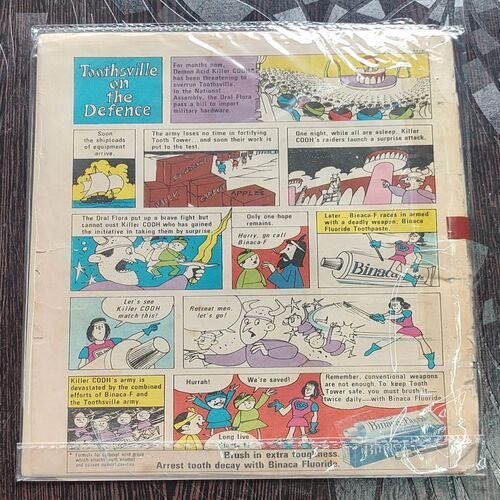 Toothsville
on the
Defence
For months now,
Demon Acid Killer COOH*
has been threatening to
overrun Toothsville.
In the National
Assembly, the Oral Flora
pass a bill to import
military hardware.
Soon
the shiploads
of equipment
arrive.
The army loses no time in fortifying
Tooth Tower...and soon their work is
put to the test.
CARROTS
APPLES
One night, while all are asleep, Killer
COOH's raiders launch a surprise attack.
The Oral Flora put up a brave fight but
cannot oust Killer COOH who has gained
the initiative in taking them by surprise
Only one hope
remains.
Hurry, go call
Binaca-F
Later.. Binaca-F races in armed
with a deadly weapon; Binaca
Fluoride Toothpaste.
Binaca
Let's see
Killer COOH
match this!
Retreat men,
let's go!
Killer COOH's army is
devastated by the combined
efforts of Binaca-F and
the Toothsville army.
Hurrah!
We're saved!
Long live
Remember, conventional weapons
are not enough. To keep Tooth
Tower safe, you must brush it
twice daily—with Binaca Fluoride
Binaca
* Formula for
Brush in extra toughness.
Arrest tooth decay with Binaca Fluoride.